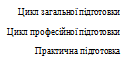 Цикл загальної підготовки
Цикл професійної підготовки
Практична підготовка